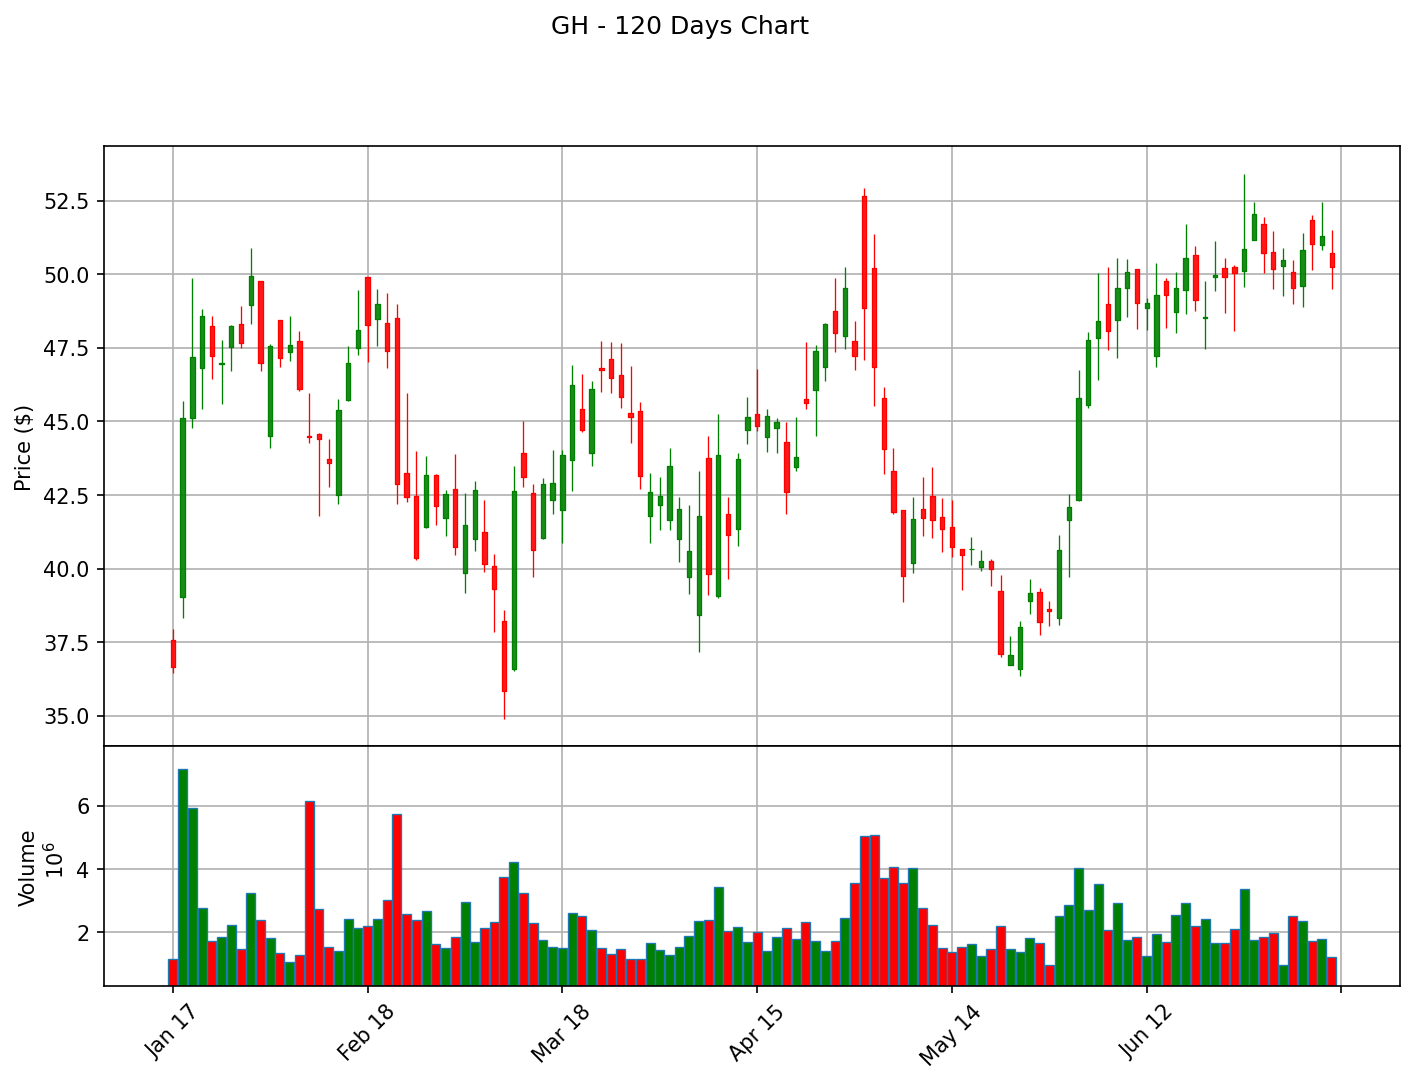 GH - 120 Days Chart
Price ($)
52.5
50.0
47.5
45.0
42.5
40.0
37.5
35.0
Volume
10^6
6
4
2
Jan 17
Feb 18
Mar 18
Apr 15
May 14
Jun 12